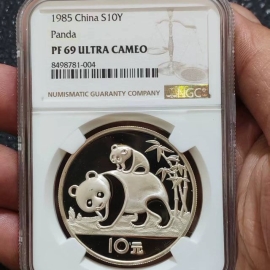 1985 China S10Y
Panda
PF 69 ULTRA CAMEO
8498781-004
NUMISMATIC GUARANTY COMPANY
NGC
10元